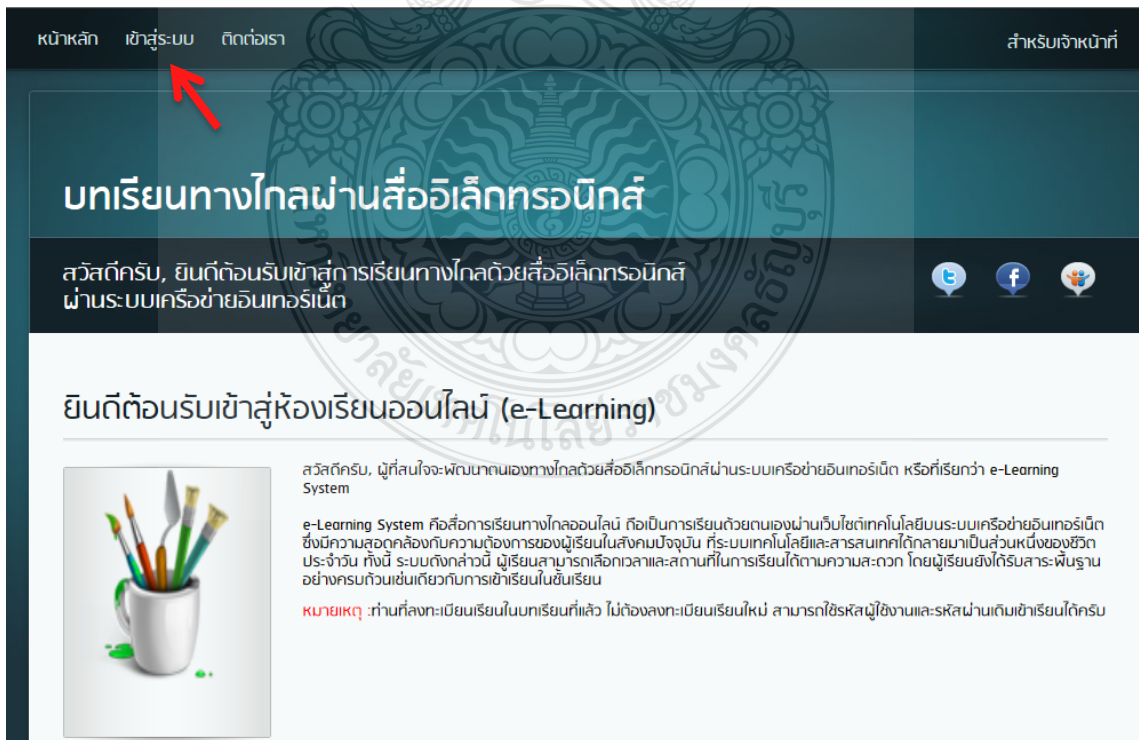 หน้าหลัก เข้าสู่ระบบ ติดต่อเรา สำหรับเจ้าหน้าที่
บทเรียนทางไกลผ่านสื่ออิเล็กทรอนิกส์
สวัสดีครับ, ยินดีต้อนรับเข้าสู่การเรียนทางไกลด้วยสื่ออิเล็กทรอนิกส์
ผ่านระบบเครือข่ายอินเทอร์เน็ต
ยินดีต้อนรับเข้าสู่ห้องเรียนออนไลน์ (e-Learning)
สวัสดีครับ, ผู้ที่สนใจจะพัฒนาตนเองทางไกลด้วยสื่ออิเล็กทรอนิกส์ผ่านระบบเครือข่ายอินเทอร์เน็ต หรือที่เรียกว่า e-Learning
System
e-Learning System คือสื่อการเรียนทางไกลออนไลน์ ถือเป็นการเรียนด้วยตนเองผ่านเว็บไซต์เทคโนโลยีบนระบบเครือข่ายอินเทอร์เน็ต
ซึ่งมีความสอดคล้องกับความต้องการของผู้เรียนในสังคมปัจจุบัน ที่ระบบเทคโนโลยีและสารสนเทศได้กลายมาเป็นส่วนหนึ่งของชีวิต
ประจำวัน ทั้งนี้ ระบบดังกล่าวนี้ ผู้เรียนสามารถเลือกเวลาและสถานที่ในการเรียนได้ตามความสะดวก โดยผู้เรียนยังได้รับสาระพื้นฐาน
อย่างครบถ้วนเช่นเดียวกับการเข้าเรียนในชั้นเรียน
หมายเหตุ :ท่านที่ลงทะเบียนเรียนในบทเรียนที่แล้ว ไม่ต้องลงทะเบียนเรียนใหม่ สามารถใช้รหัสผู้ใช้งานและรหัสผ่านเดิมเข้าเรียนได้ครับ